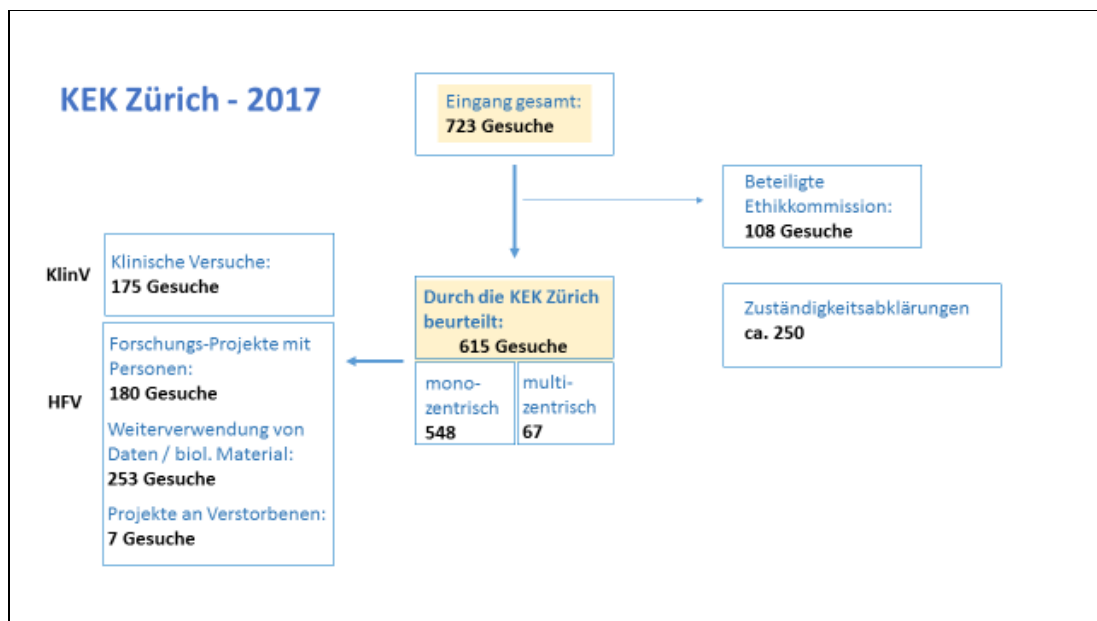 KEK Zürich - 2017
Eingang gesamt:
723 Gesuche
Beteiligte
Ethikkommission:
108 Gesuche
KlinV
Klinische Versuche:
175 Gesuche
Durch die KEK Zürich
beurteilt:
615 Gesuche
mono-
zentrisch
548
multi-
zentrisch
67
Zuständigkeitsabklärungen
ca. 250
HFV
Forschungs-Projekte mit
Personen:
180 Gesuche
Weiterverwendung von
Daten / biol. Material:
253 Gesuche
Projekte an Verstorbenen:
7 Gesuche